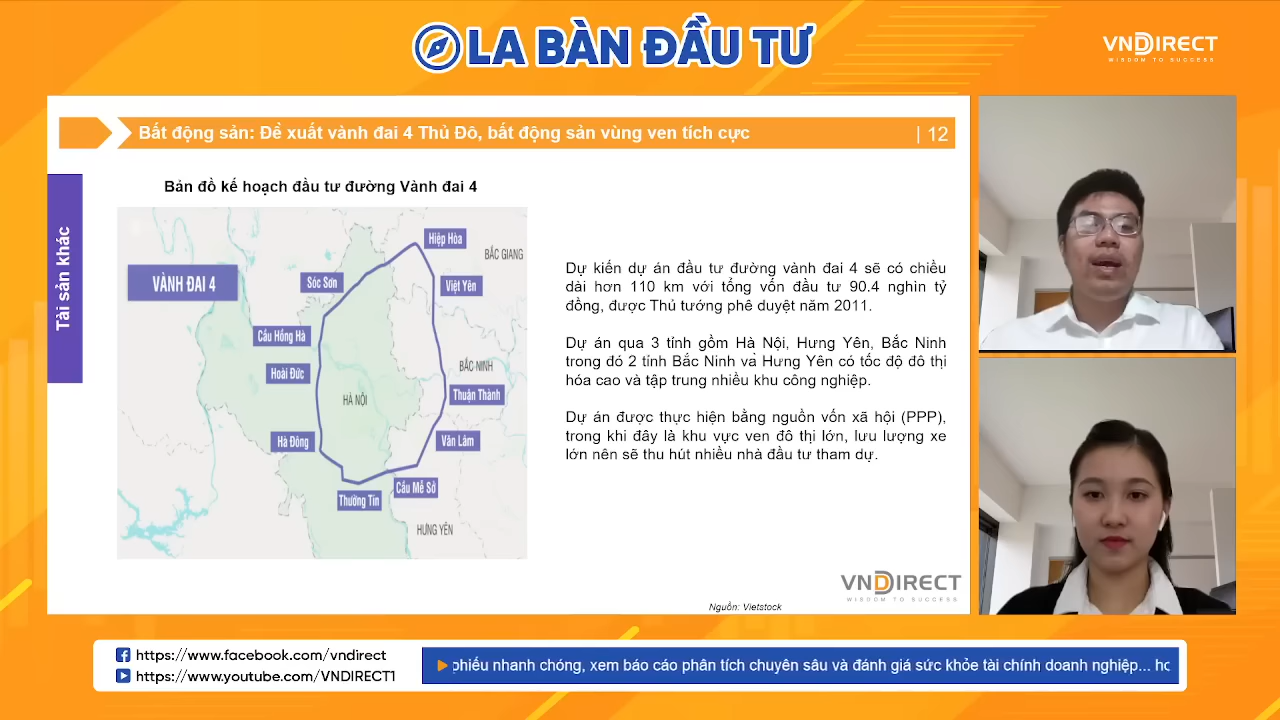 LA BÀN ĐẦU TƯ
VNDIRECT
WISDOM TO SUCCESS
Bất động sản: Đề xuất vành đai 4 Thủ Đô, bất động sản vùng ven tích cực
| 12
Tài sản khác
Bản đồ kế hoạch đầu tư đường Vành đai 4
VÀNH ĐAI 4
Hiệp Hòa
BẮC GIANG
Sóc Sơn
Việt Yên
Cầu Hồng Hà
BẮC NINH
Hoài Đức
Thuận Thành
HÀ NỘI
Hà Đông
Văn Lâm
Cầu Mễ Sở
Thường Tín
HƯNG YÊN
Dự kiến dự án đầu tư đường vành đai 4 sẽ có chiều
dài hơn 110 km với tổng vốn đầu tư 90.4 nghìn tỷ
đồng, được Thủ tướng phê duyệt năm 2011.
Dự án qua 3 tỉnh gồm Hà Nội, Hưng Yên, Bắc Ninh
trong đó 2 tỉnh Bắc Ninh và Hưng Yên có tốc độ đô thị
hóa cao và tập trung nhiều khu công nghiệp.
Dự án được thực hiện bằng nguồn vốn xã hội (PPP),
trong khi đây là khu vực ven đô thị lớn, lưu lượng xe
lớn nên sẽ thu hút nhiều nhà đầu tư tham dự.
VNDIRECT
WISDOM TO SUCCESS
Nguồn: Vietstock
https://www.facebook.com/vndirect
https://www.youtube.com/VNDIRECT1
phiếu nhanh chóng, xem báo cáo phân tích chuyên sâu và đánh giá sức khỏe tài chính doanh nghiệp...